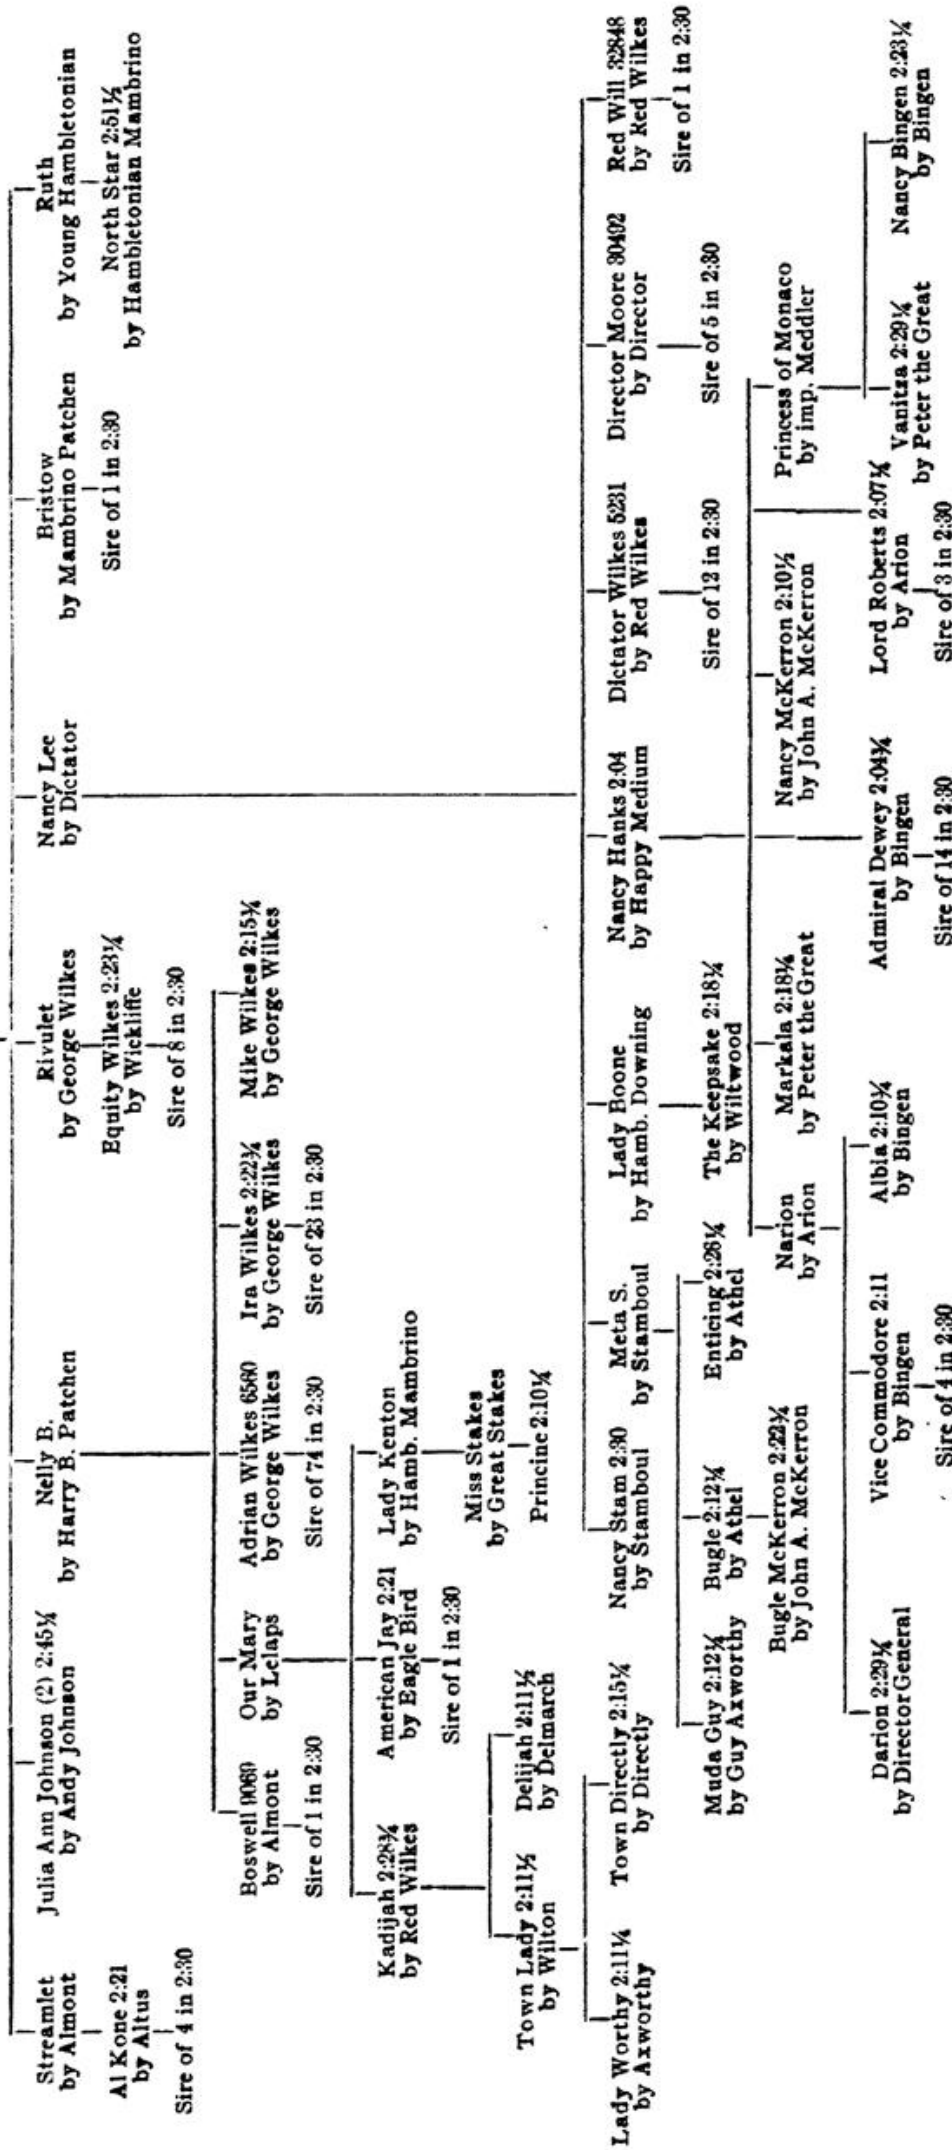 Streamlet
by Almont
Al Kone 2:21
by Altus
Sire of 4 in 2:30
Julia Ann Johnson (2) 2:45¼
by Andy Johnson
Nelly B.
by Harry B. Patchen
Rivulet
by George Wilkes
Equity Wilkes 2:23¼
by Wickliffe
Sire of 8 in 2:30
Nancy Lee
by Dictator
Bristow
by Mambrino Patchen
Sire of 1 in 2:30
Ruth
by Young Hambletonian
North Star 2:51½
by Hambletonian Mambrino
Boswell 9069
by Almont
Sire of 1 in 2:30
Our Mary
by Lelaps
Adrian Wilkes 6560
by George Wilkes
Sire of 74 in 2:30
Ira Wilkes 2:22¾
by George Wilkes
Sire of 23 in 2:30
Mike Wilkes 2:15¾
by George Wilkes
Kadijah 2:28¾
by Red Wilkes
American Jay 2:21
by Eagle Bird
Sire of 1 in 2:30
Lady Kenton
by Hamb. Mambrino
Miss Stakes
by Great Stakes
Princine 2:10¼
Town Lady 2:11½
by Wilton
Delijah 2:11½
by Delmarch
Lady Worthy 2:11¼
by Axworthy
Town Directly 2:15¼
by Directly
Nancy Stam 2:30
by Stamboul
Meta S.
by Stamboul
Lady Boone
by Hamb. Downing
Nancy Hanks 2:04
by Happy Medium
Dictator Wilkes 5231
by Red Wilkes
Sire of 12 in 2:30
Director Moore 30492
by Director
Sire of 5 in 2:30
Red Will 32848
by Red Wilkes
Sire of 1 in 2:30
Muda Guy 2:12¼
by Guy Axworthy
Bugle 2:12¼
by Athel
Bugle McKerron 2:22¾
by John A. McKerron
Enticing 2:26¼
by Athel
The Keepsake 2:18¼
by Wiltwood
Narion
by Arion
Markala 2:18¼
by Peter the Great
Nancy McKerron 2:10½
by John A. McKerron
Princess of Monaco
by imp. Meddler
Darion 2:29¼
by Director General
Vice Commodore 2:11
by Bingen
Sire of 4 in 2:30
Albia 2:10¼
by Bingen
Admiral Dewey 2:04¾
by Bingen
Sire of 14 in 2:30
Lord Roberts 2:07¼
by Arion
Sire of 3 in 2:30
Vanitza 2:29¼
by Peter the Great
Nancy Bingen 2:23¼
by Bingen